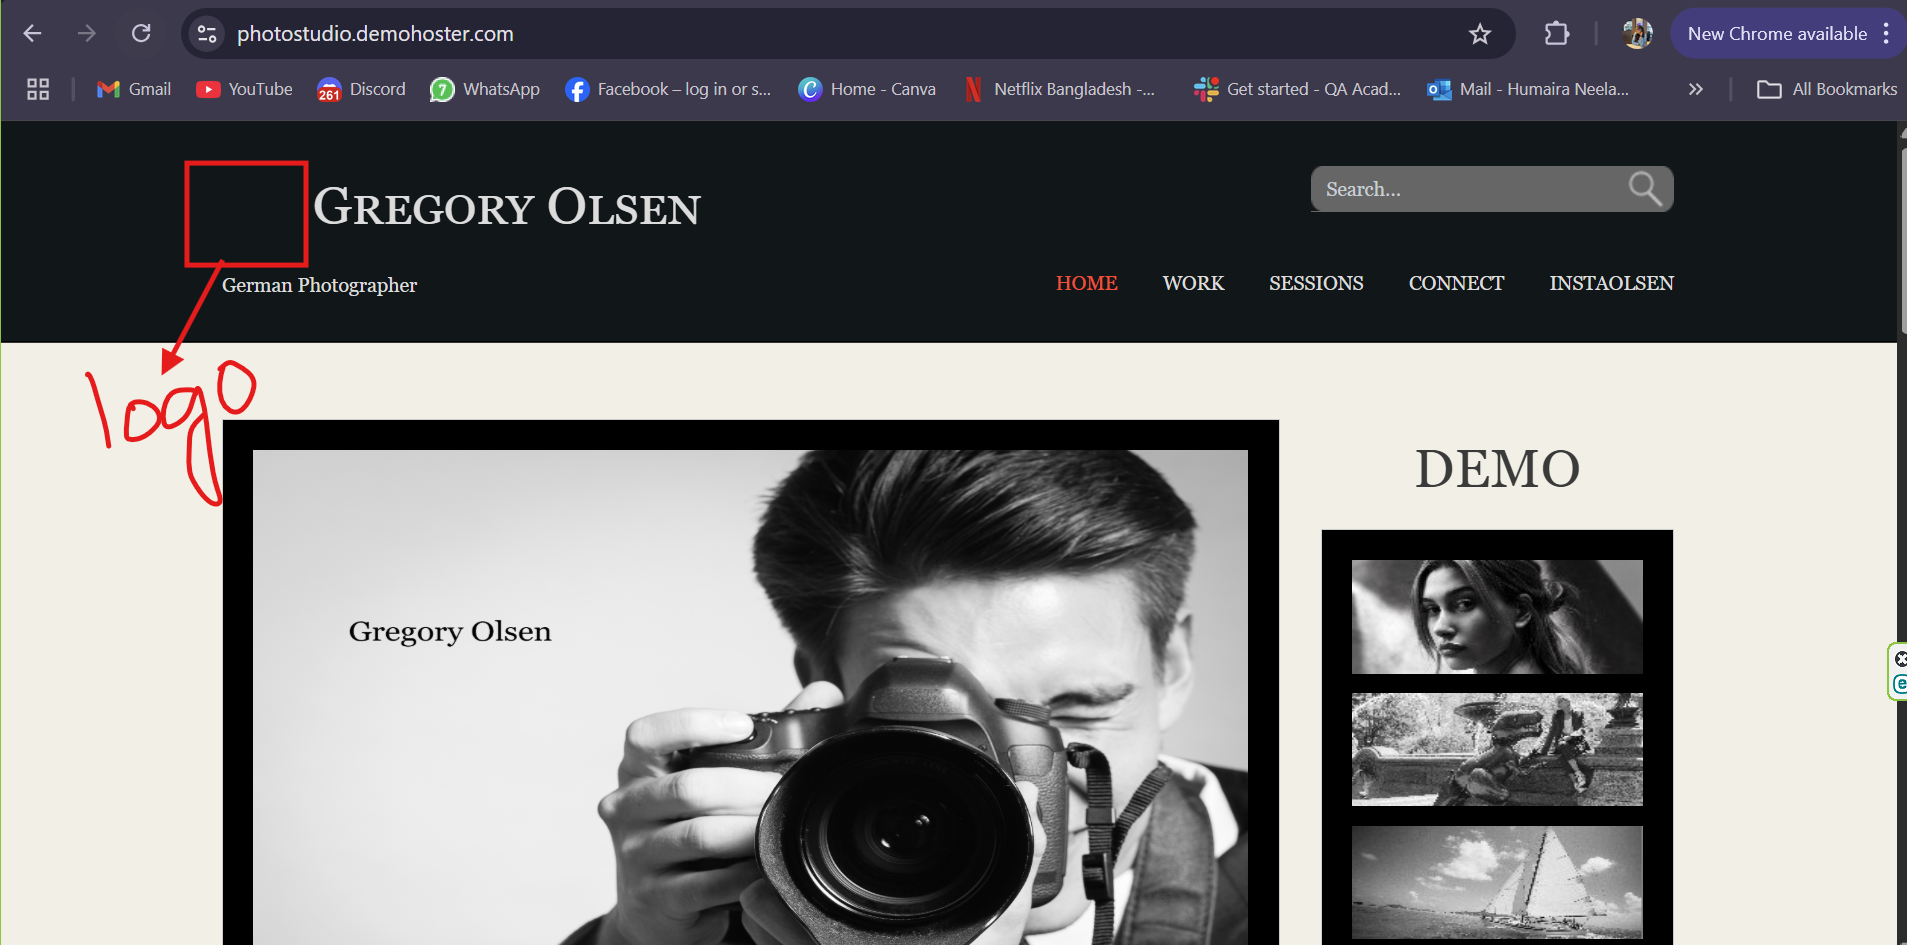 photostudio.demohoster.com
New Chrome available
Gmail
YouTube
261
Discord
7
WhatsApp
Facebook – log in or s...
Home - Canva
Netflix Bangladesh -...
Get started - QA Acad...
Mail - Humaira Neela...
»
All Bookmarks
GREGORY OLSEN
Search...
German Photographer
HOME
WORK
SESSIONS
CONNECT
INSTAOLSEN
logo
DEMO
Gregory Olsen